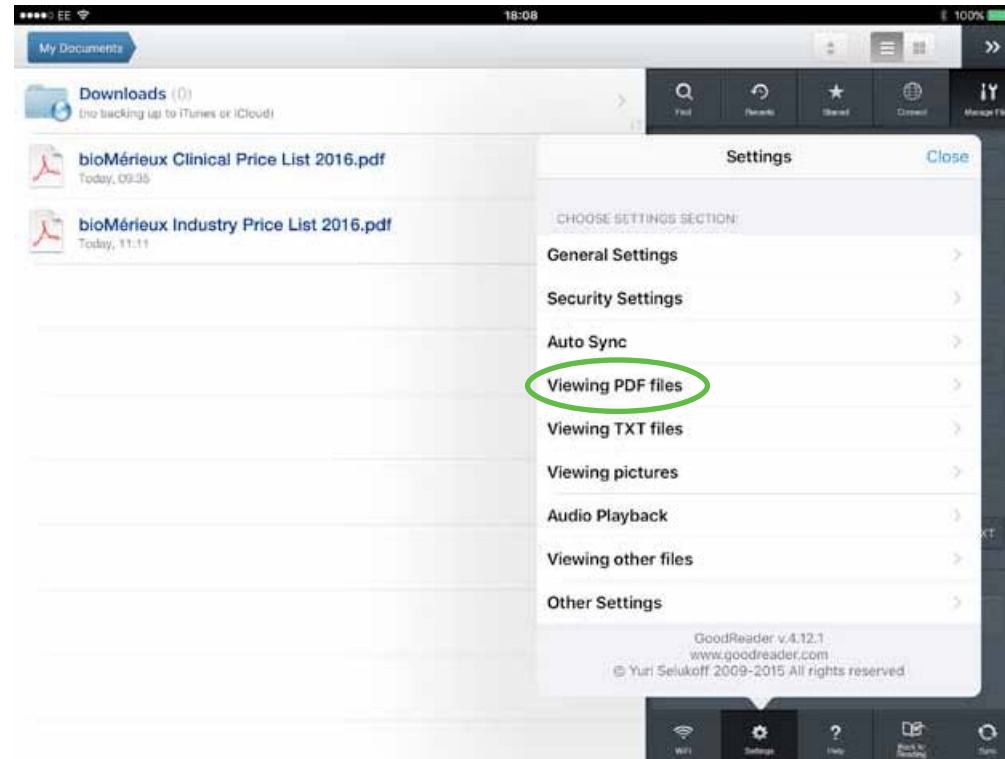 EE 18:08 100%
My Documents
Downloads (0)
(no backing up to iTunes or iCloud)
bioMérieux Clinical Price List 2016.pdf
Today, 09:35
bioMérieux Industry Price List 2016.pdf
Today, 11:11
Find Recents Starred Connect
Settings Close
CHOOSE SETTINGS SECTION:
General Settings
Security Settings
Auto Sync
Viewing PDF files
Viewing TXT files
Viewing pictures
Audio Playback
Viewing other files
Other Settings
GoodReader v.4.12.1
www.goodreader.com
© Yuri Selukoff 2009-2015 All rights reserved
WiFi Settings Help Back to Reading Sync